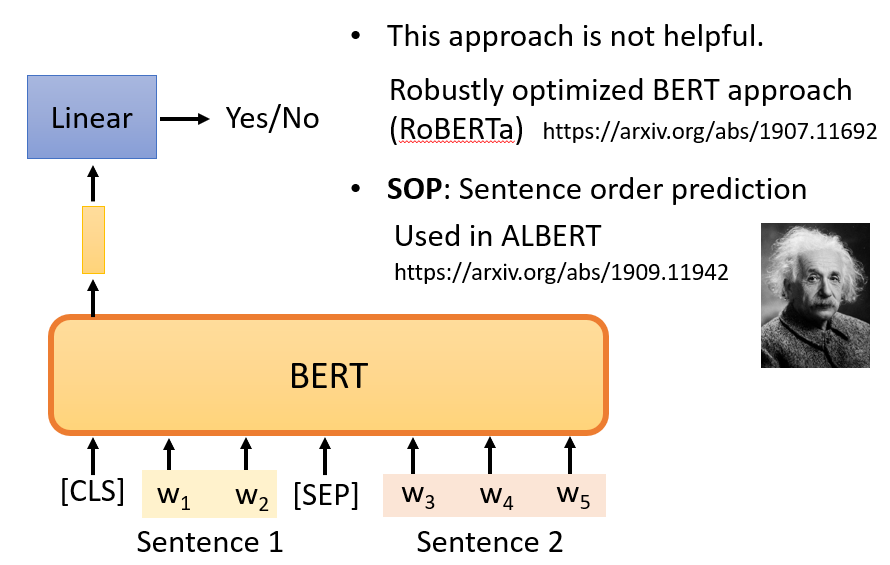 • This approach is not helpful.
Robustly optimized BERT approach
(RoBERTa) https://arxiv.org/abs/1907.11692
• SOP: Sentence order prediction
Used in ALBERT
https://arxiv.org/abs/1909.11942
Linear
Yes/No
BERT
[CLS] w₁ w₂ [SEP] w₃ w₄ w₅
Sentence 1 Sentence 2